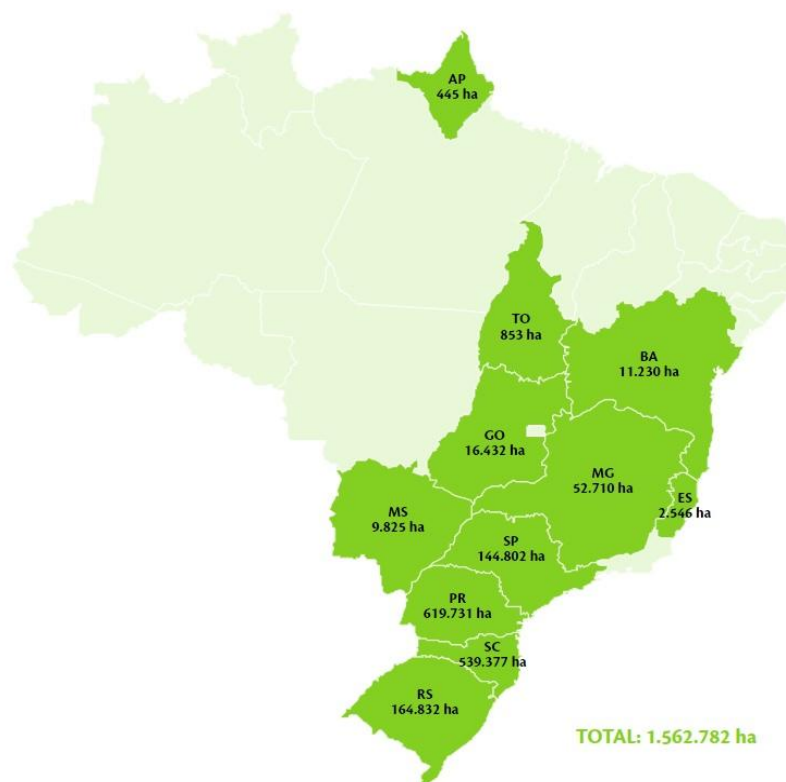 AP
445 ha
TO
853 ha
BA
11.230 ha
GO
16.432 ha
MG
52.710 ha
ES
2.546 ha
MS
9.825 ha
SP
144.802 ha
PR
619.731 ha
SC
539.377 ha
RS
164.832 ha
TOTAL: 1.562.782 ha